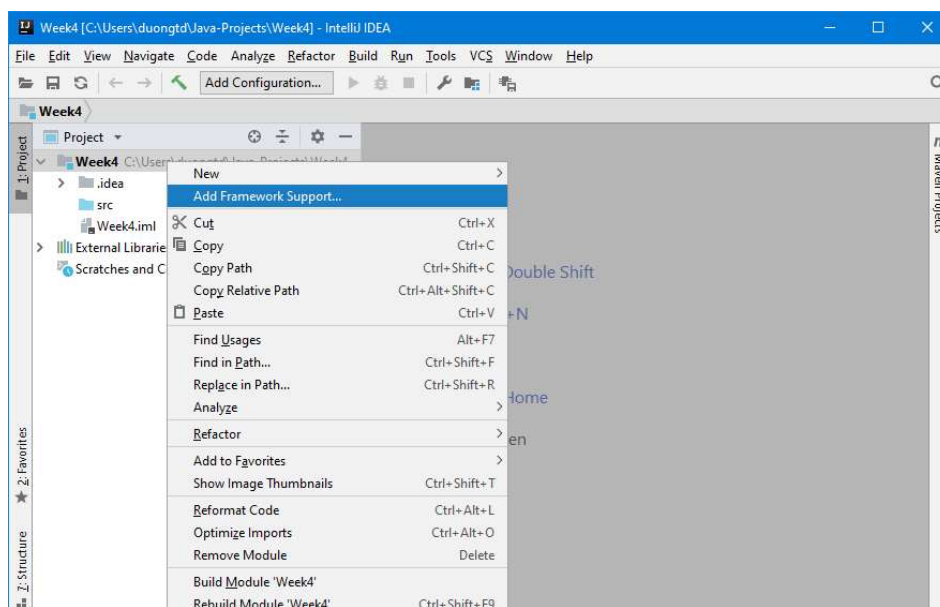 Week4 [C:\Users\duongtd\Java-Projects\Week4] - IntelliJ IDEA
File Edit View Navigate Code Analyze Refactor Build Run Tools VCS Window Help
Add Configuration...
Week4
Project
1: Project
Week4
.idea
src
Week4.iml
External Librarie
Scratches and C
New
Add Framework Support...
Cut Ctrl+X
Copy Ctrl+C
Copy Path Ctrl+Shift+C
Copy Relative Path Ctrl+Alt+Shift+C
Paste Ctrl+V
Find Usages Alt+F7
Find in Path... Ctrl+Shift+F
Replace in Path... Ctrl+Shift+R
Analyze
Refactor
Add to Favorites
Show Image Thumbnails Ctrl+Shift+T
Reformat Code Ctrl+Alt+L
Optimize Imports Ctrl+Alt+O
Remove Module Delete
Build Module 'Week4'
Rebuild Module 'Week4' Ctrl+Shift+F9
Double Shift
+N
Home
en
Maven Projects
2: Favorites
7: Structure